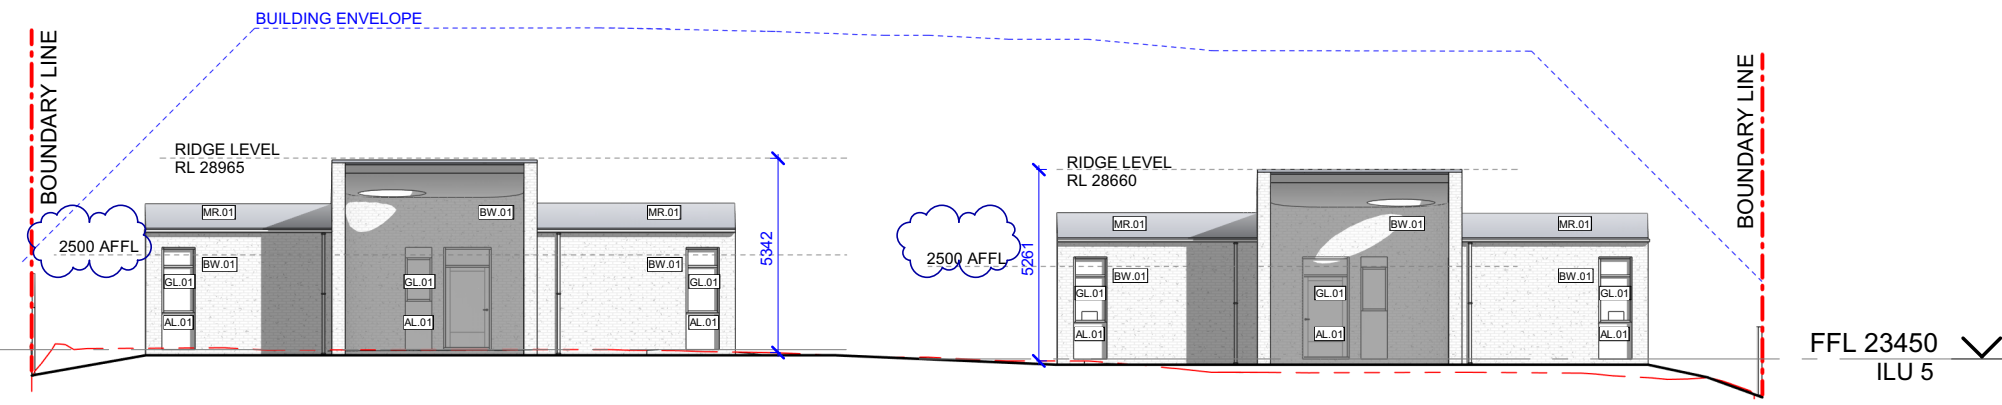 BUILDING ENVELOPE
BOUNDARY LINE
RIDGE LEVEL
RL 28965
2500 AFFL
MR.01
BW.01
MR.01
BW.01
GL.01
AL.01
GL.01
AL.01
BW.01
GL.01
AL.01
5342
RIDGE LEVEL
RL 28660
2500 AFFL
5261
MR.01
BW.01
MR.01
BW.01
GL.01
AL.01
GL.01
AL.01
BW.01
GL.01
AL.01
BOUNDARY LINE
FFL 23450
ILU 5